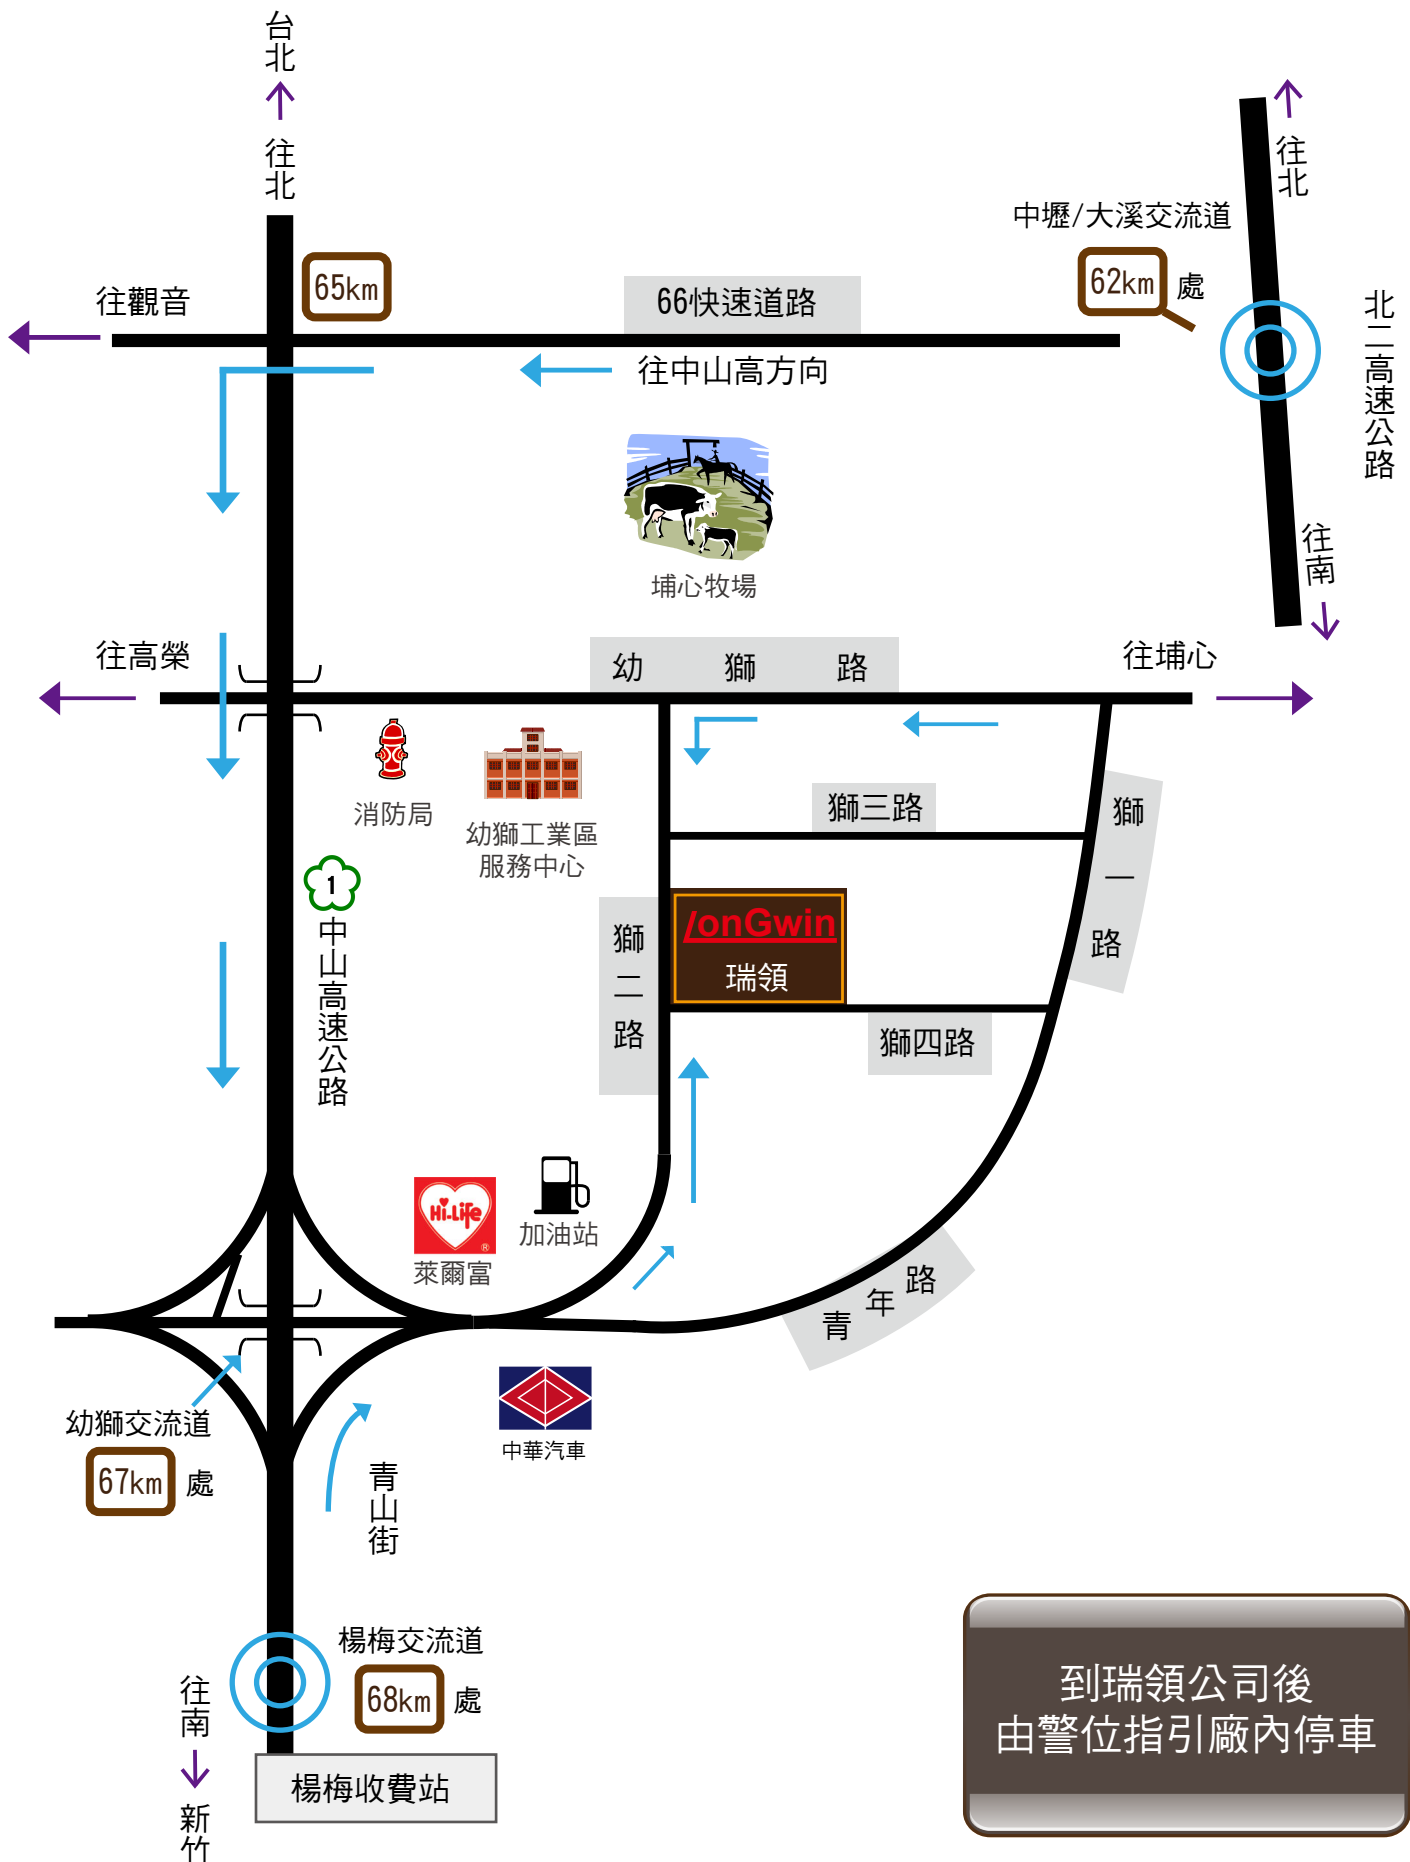 台北
往北
往北
中壢/大溪交流道
62km
處
65km
往觀音
66快速道路
往中山高方向
北二高速公路
埔心牧場
往南
往高榮
幼獅路
往埔心
消防局
幼獅工業區
服務中心
獅三路
獅一路
1
中山高速公路
獅二路
/onGwin
瑞領
獅四路
Hi-Life
®
萊爾富
加油站
青年路
幼獅交流道
67km
處
中華汽車
青山街
楊梅交流道
68km
處
往南
新竹
楊梅收費站
到瑞領公司後
由警位指引廠內停車